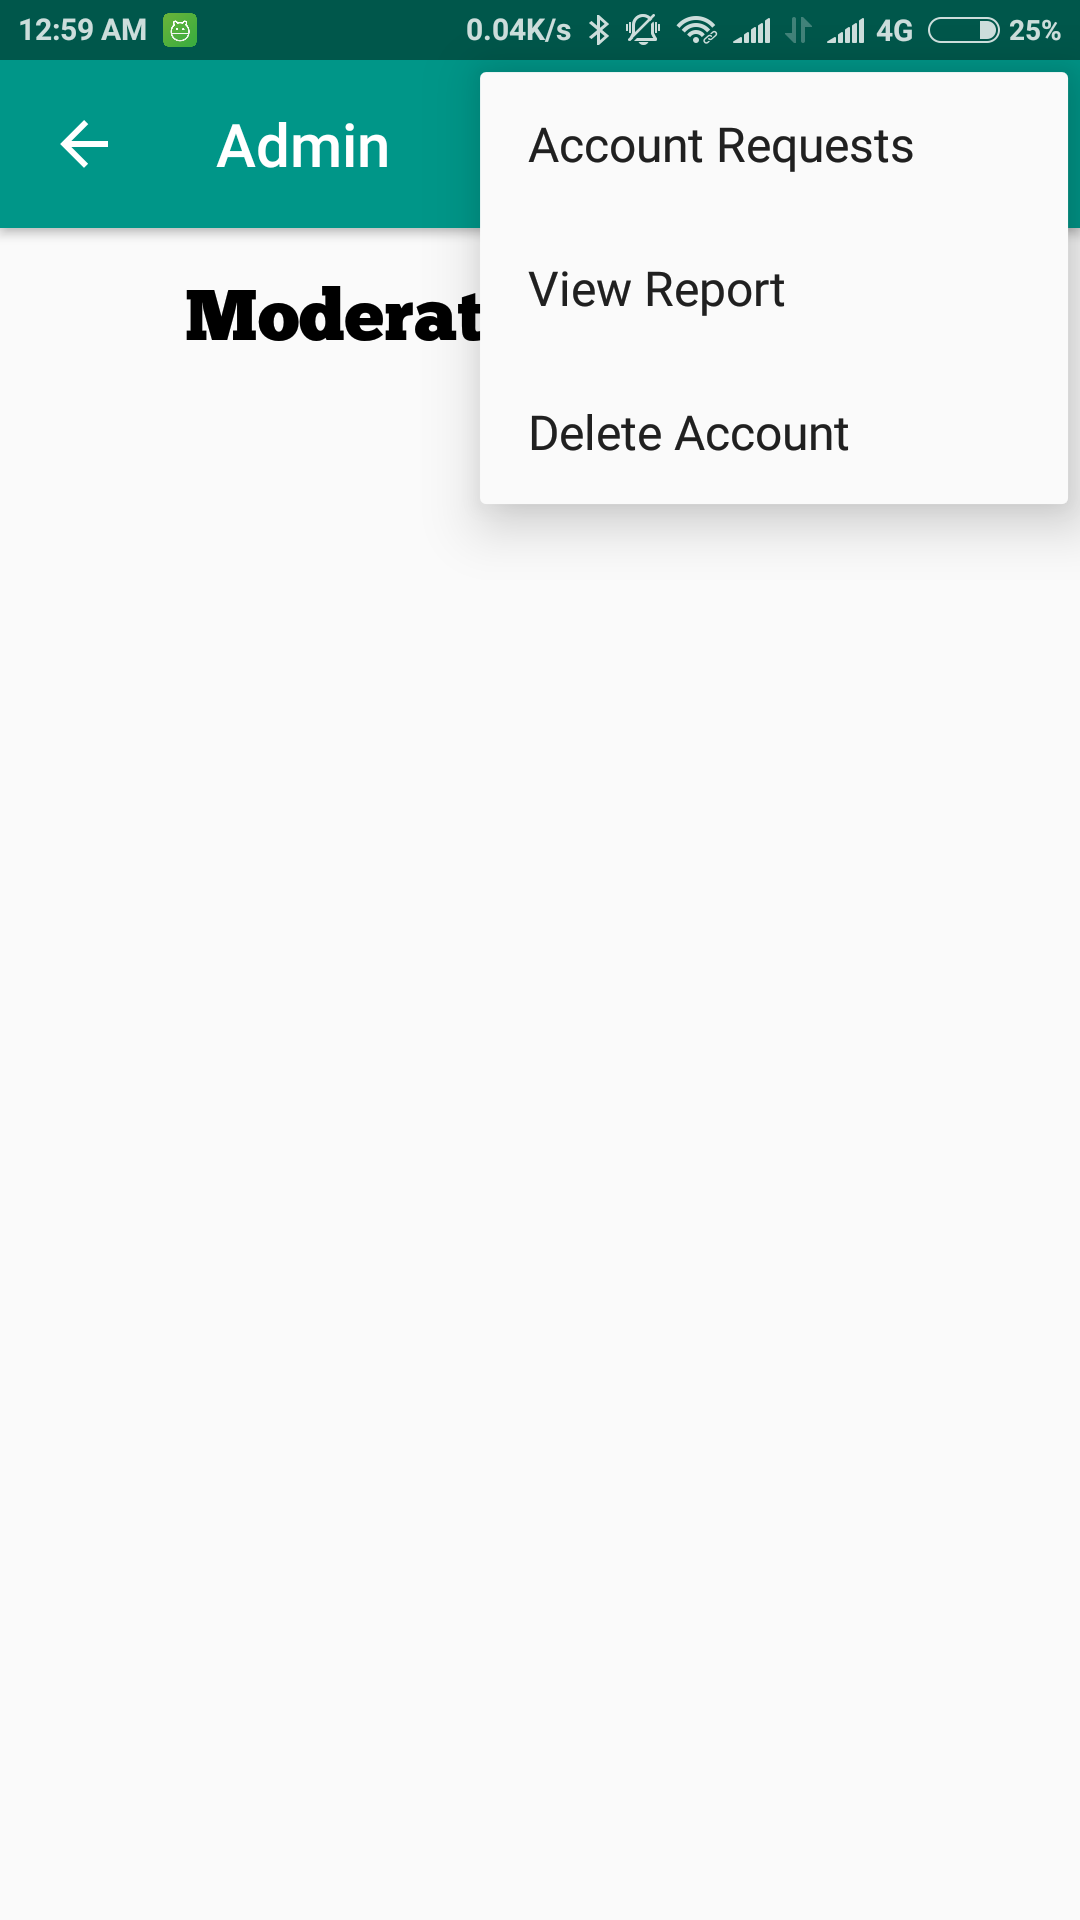 12:59 AM 0.04K/s 4G 25%
Admin
Account Requests
View Report
Moderat
Delete Account